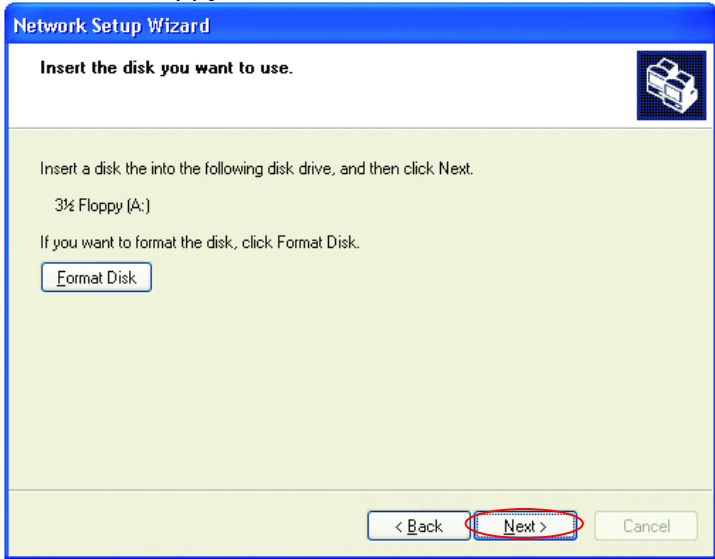 Network Setup Wizard
Insert the disk you want to use.
Insert a disk the into the following disk drive, and then click Next.
3½ Floppy (A:)
If you want to format the disk, click Format Disk.
Format Disk
< Back Next > Cancel